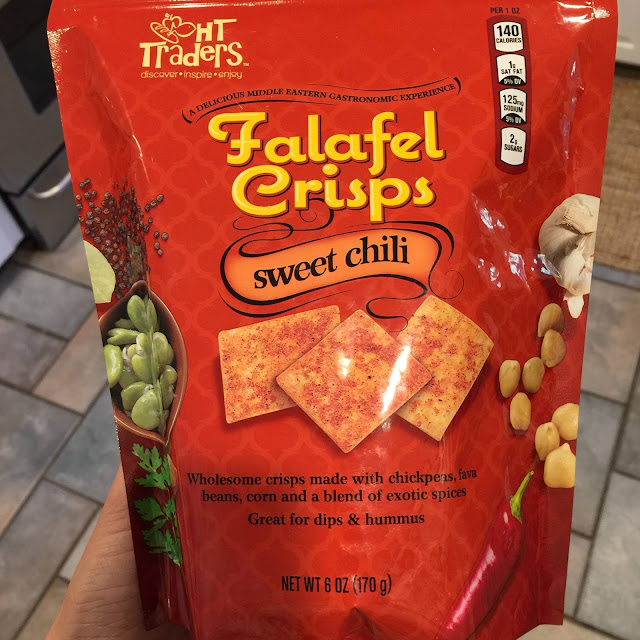 HT
Traders
discover • inspire • enjoy
PER 1 OZ
140
CALORIES
1g
SAT FAT
5% DV
125mg
SODIUM
5% DV
2g
SUGARS
A DELICIOUS MIDDLE EASTERN GASTRONOMIC EXPERIENCE
Falafel
Crisps
sweet chili
Wholesome crisps made with chickpeas, fava
beans, corn and a blend of exotic spices
Great for dips & hummus
NET WT 6 OZ (170 g)